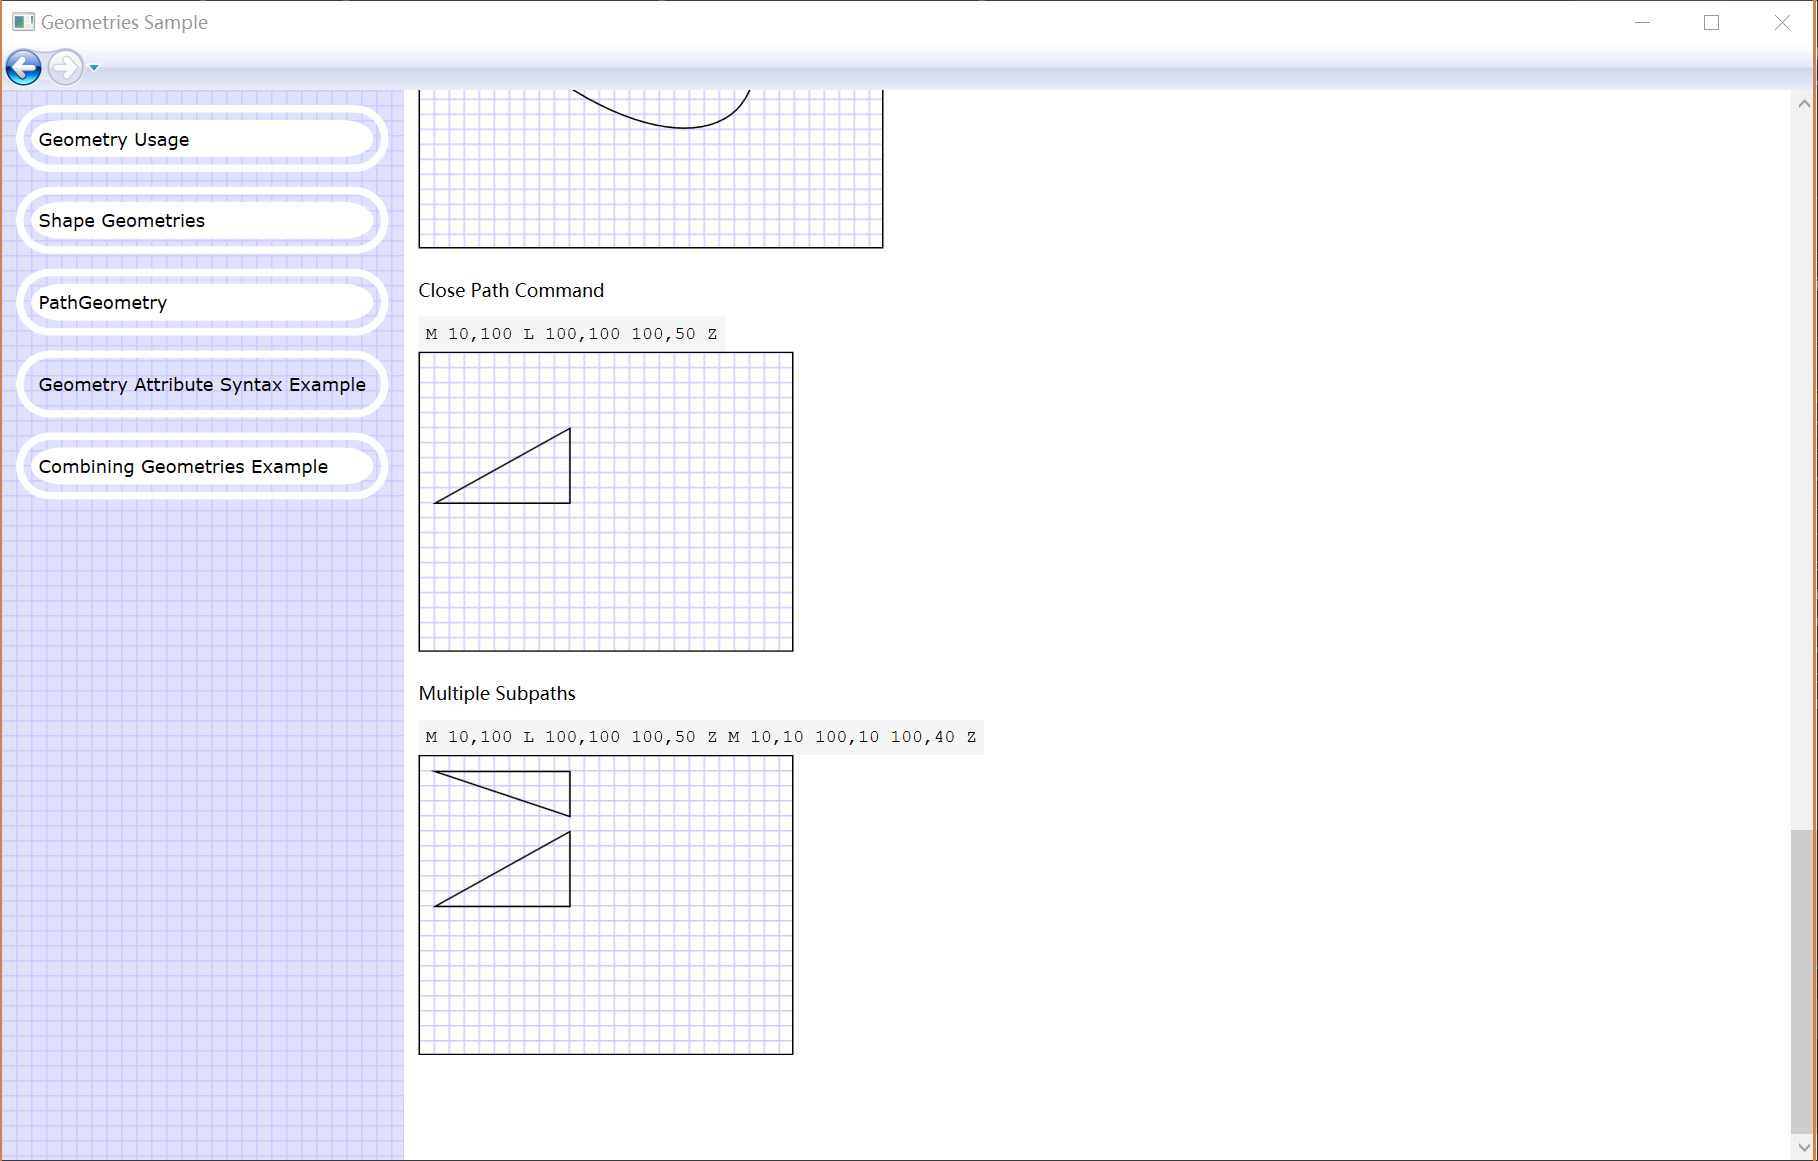 Geometries Sample
Geometry Usage
Shape Geometries
PathGeometry
Geometry Attribute Syntax Example
Combining Geometries Example
Close Path Command
M 10,100 L 100,100 100,50 Z
Multiple Subpaths
M 10,100 L 100,100 100,50 Z M 10,10 100,10 100,40 Z